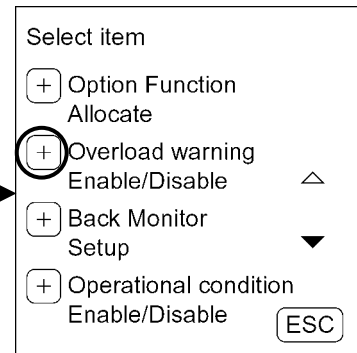 Select item
+ Option Function
Allocate
+ Overload warning
Enable/Disable
+ Back Monitor
Setup
+ Operational condition
Enable/Disable
ESC